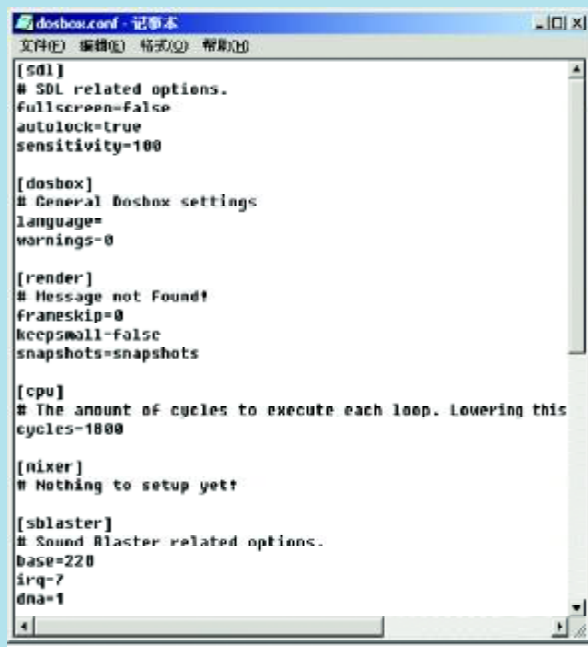 dosbox.conf - 记事本
文件(F) 编辑(E) 格式(O) 帮助(H)
[sdl]
# SDL related options.
fullscreen=false
autolock=true
sensitivity=100
[dosbox]
# General Dosbox settings
language=
warnings=0
[render]
# Message not Found!
frameskip=0
keepsmall=false
snapshots=snapshots
[cpu]
# The amount of cycles to execute each loop. Lowering this
cycles=1800
[mixer]
# Nothing to setup yet!
[sblaster]
# Sound Blaster related options.
base=220
irq=7
dma=1